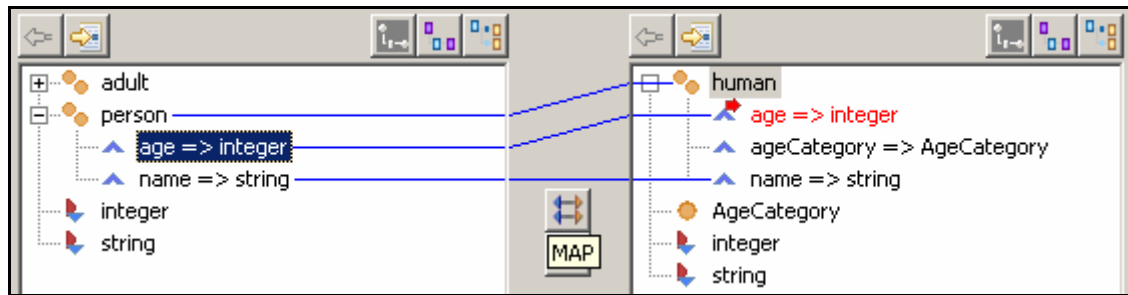 adult
person
age => integer
name => string
integer
string
MAP
human
age => integer
ageCategory => AgeCategory
name => string
AgeCategory
integer
string